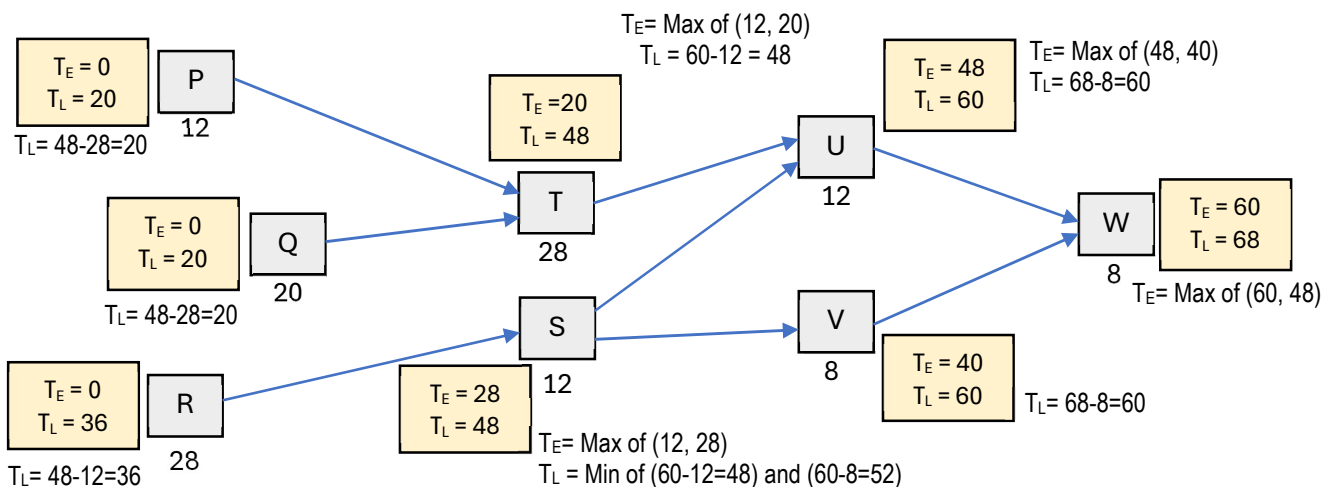 TE= Max of (12, 20)
TL = 60-12 = 48
TE = 0
TL = 20
P
12
TL= 48-28=20
TE =20
TL = 48
T
28
TE = 48
TL = 60
TE= Max of (48, 40)
TL= 68-8=60
U
12
TE = 0
TL = 20
Q
20
TL= 48-28=20
W
8
TE = 60
TL = 68
TE= Max of (60, 48)
S
12
V
8
TE = 0
TL = 36
R
28
TL= 48-12=36
TE = 28
TL = 48
TE= Max of (12, 28)
TL = Min of (60-12=48) and (60-8=52)
TE = 40
TL = 60
TL= 68-8=60